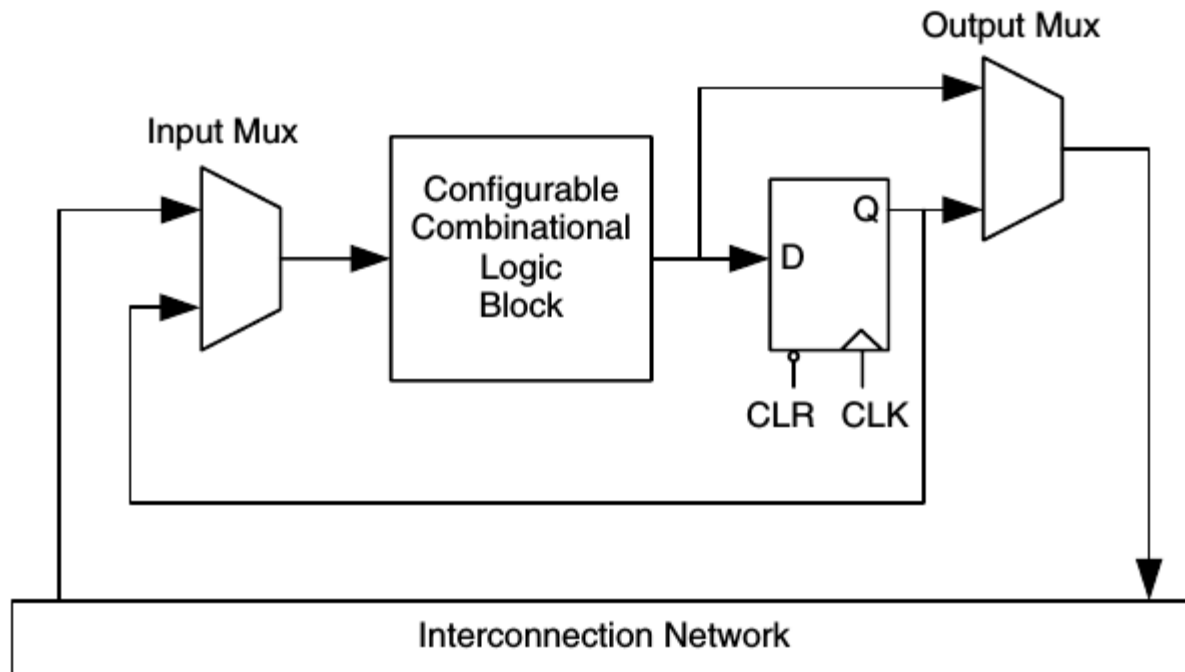 Output Mux
Input Mux
Configurable
Combinational
Logic
Block
Q
D
CLR CLK
Interconnection Network